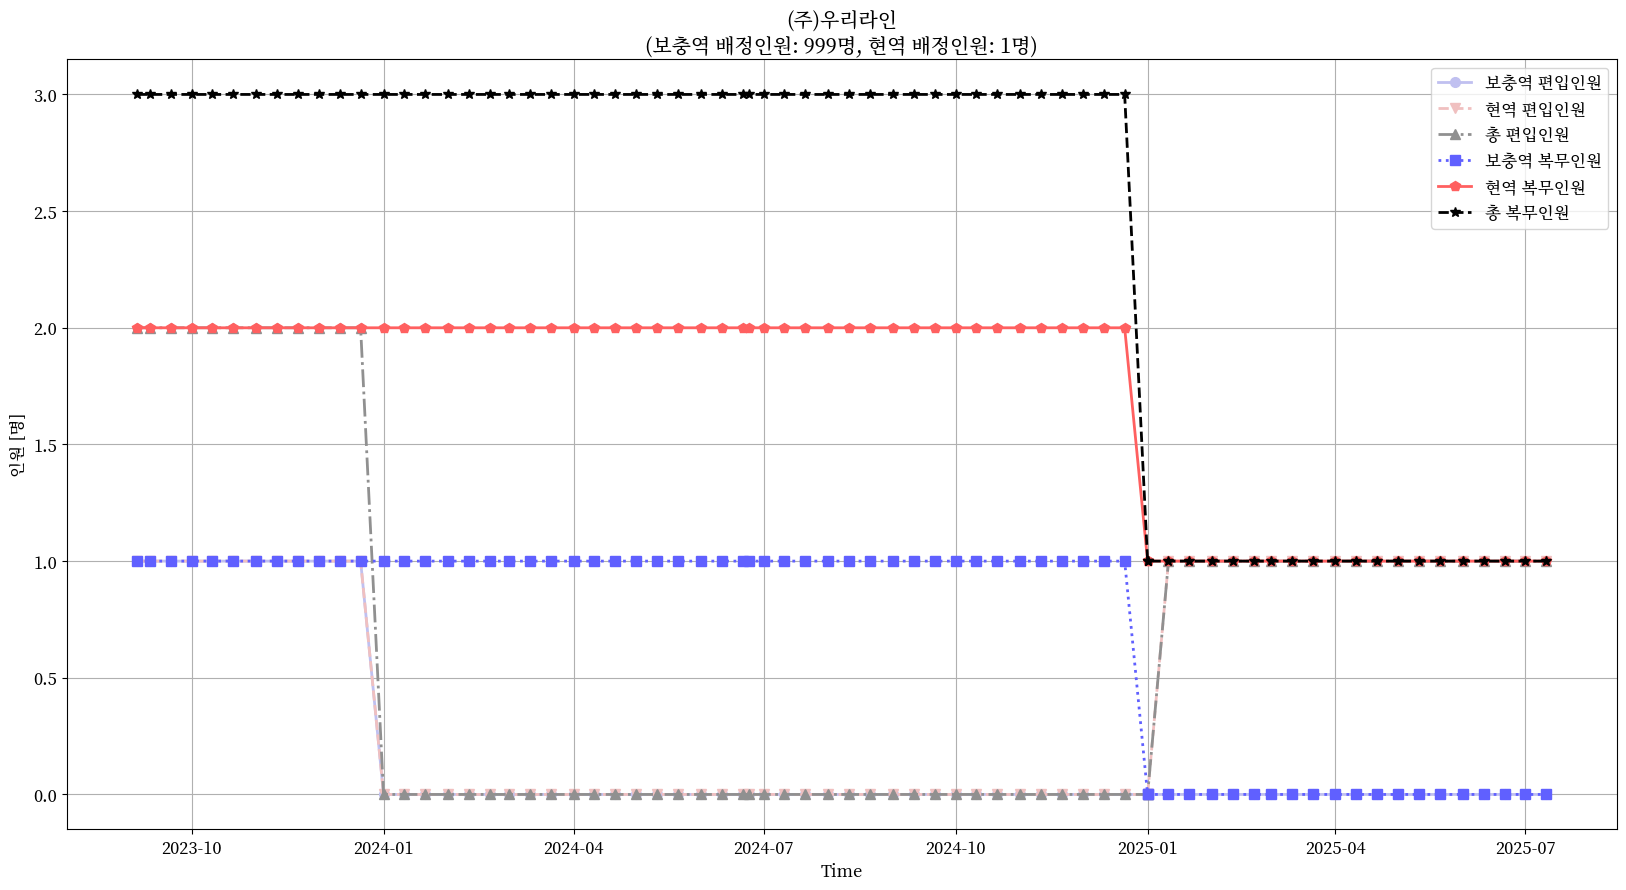 (주)우리라인
(보충역 배정인원: 999명, 현역 배정인원: 1명)
보충역 편입인원
현역 편입인원
총 편입인원
보충역 복무인원
현역 복무인원
총 복무인원
인원 [명]
3.0
2.5
2.0
1.5
1.0
0.5
0.0
2023-10 2024-01 2024-04 2024-07 2024-10 2025-01 2025-04 2025-07
Time